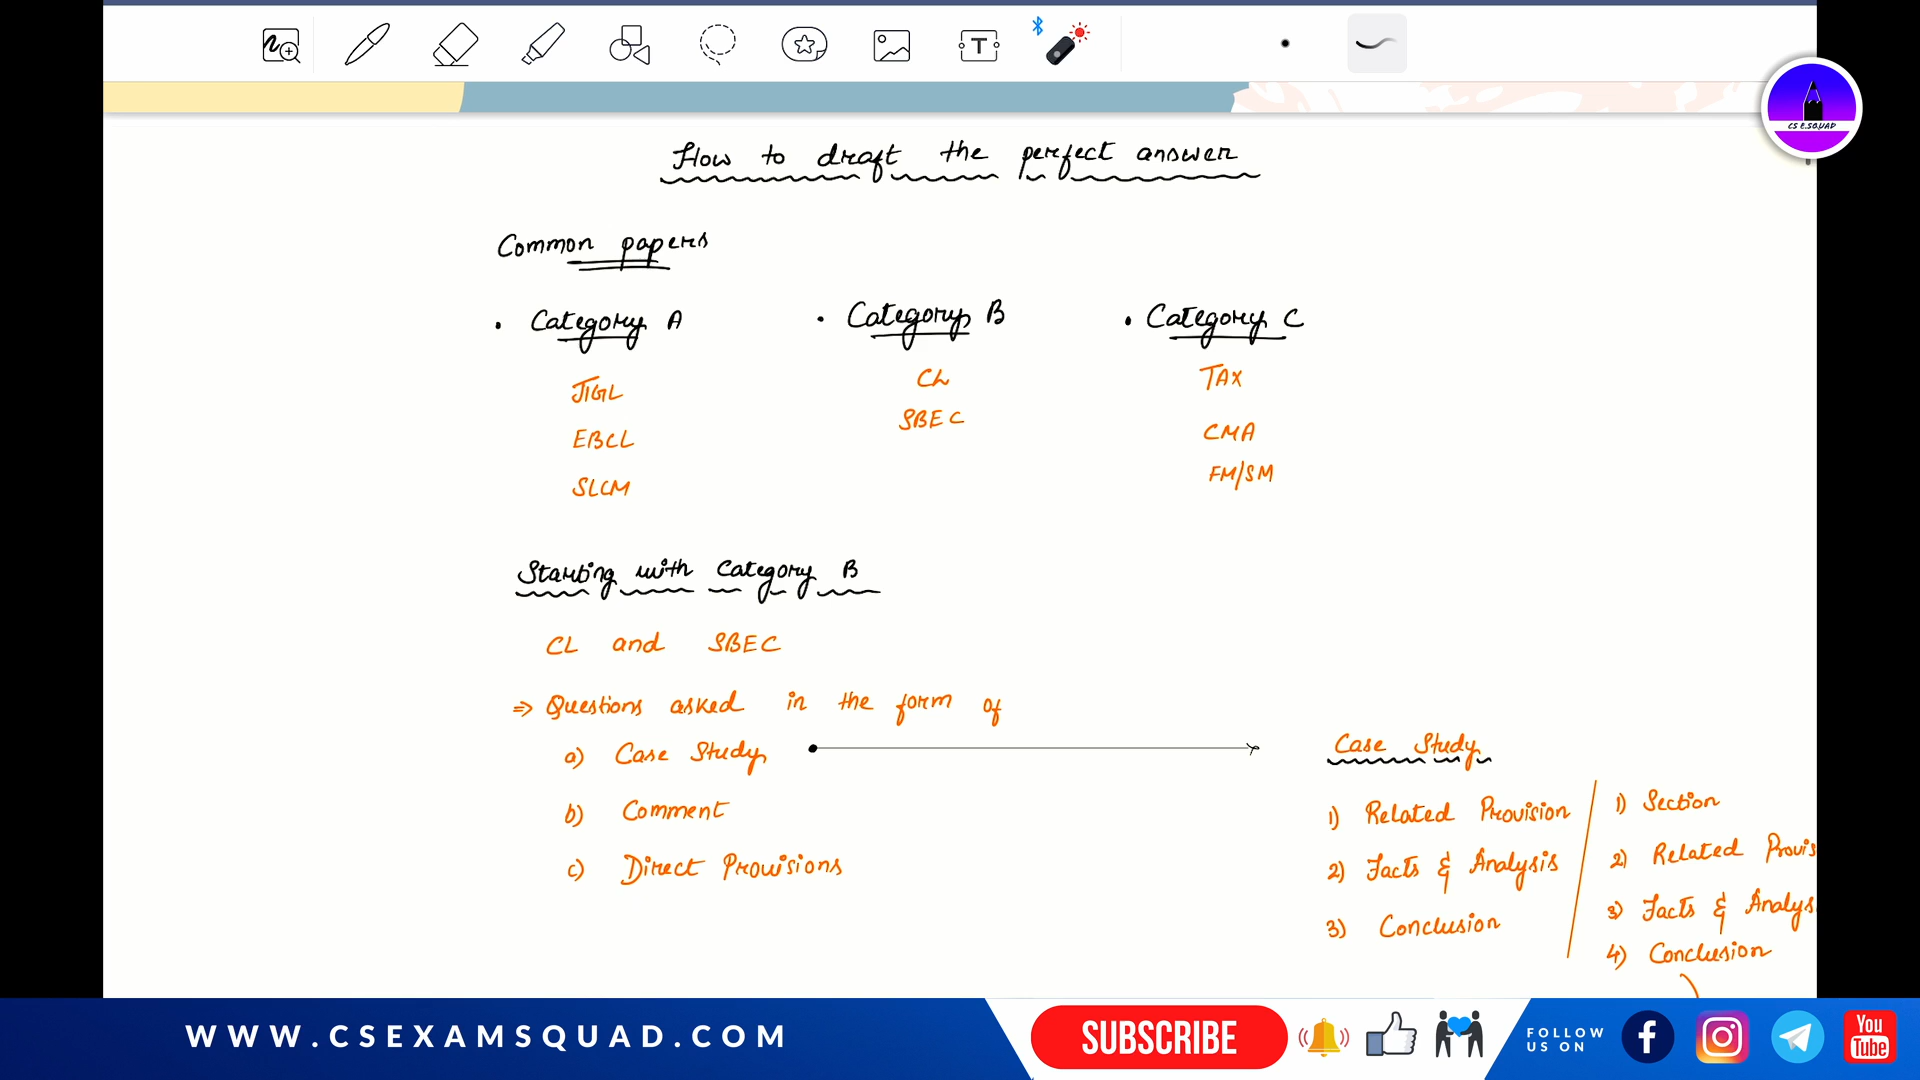 CS E.SQUAD
How to draft the perfect answer
Common papers
• Category A
• Category B
• Category C
JIGL
EBCL
SLCM
CL
SBEC
TAX
CMA
FM/SM
Starting with Category B
CL and SBEC
⇒ Questions asked in the form of
a) Case Study
b) Comment
c) Direct Provisions
Case Study
1) Related Provision
2) Facts & Analysis
3) Conclusion
1) Section
2) Related Provis
3) Facts & Analys
4) Conclusion
WWW.CSEXAMSQUAD.COM
SUBSCRIBE
FOLLOW
US ON
You
Tube